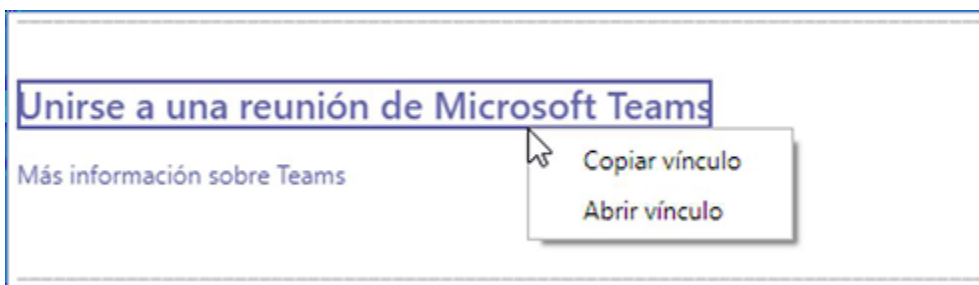 Unirse a una reunión de Microsoft Teams
Copiar vínculo
Más información sobre Teams
Abrir vínculo